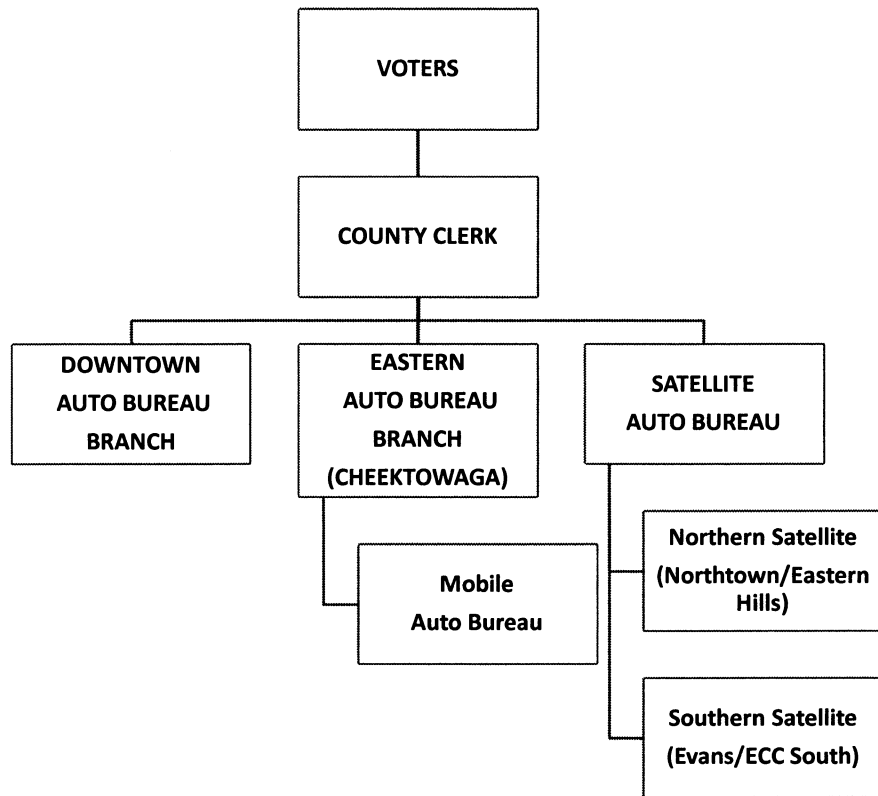 VOTERS
COUNTY CLERK
DOWNTOWN
AUTO BUREAU
BRANCH
EASTERN
AUTO BUREAU
BRANCH
(CHEEKTOWAGA)
SATELLITE
AUTO BUREAU
Mobile
Auto Bureau
Northern Satellite
(Northtown/Eastern
Hills)
Southern Satellite
(Evans/ECC South)